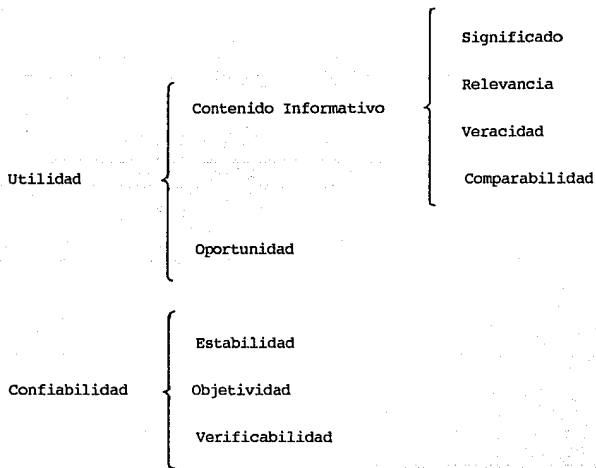 Significado
Relevancia
Contenido Informativo
Veracidad
Utilidad
Comparabilidad
Oportunidad
Estabilidad
Confiabilidad
Objetividad
Verificabilidad